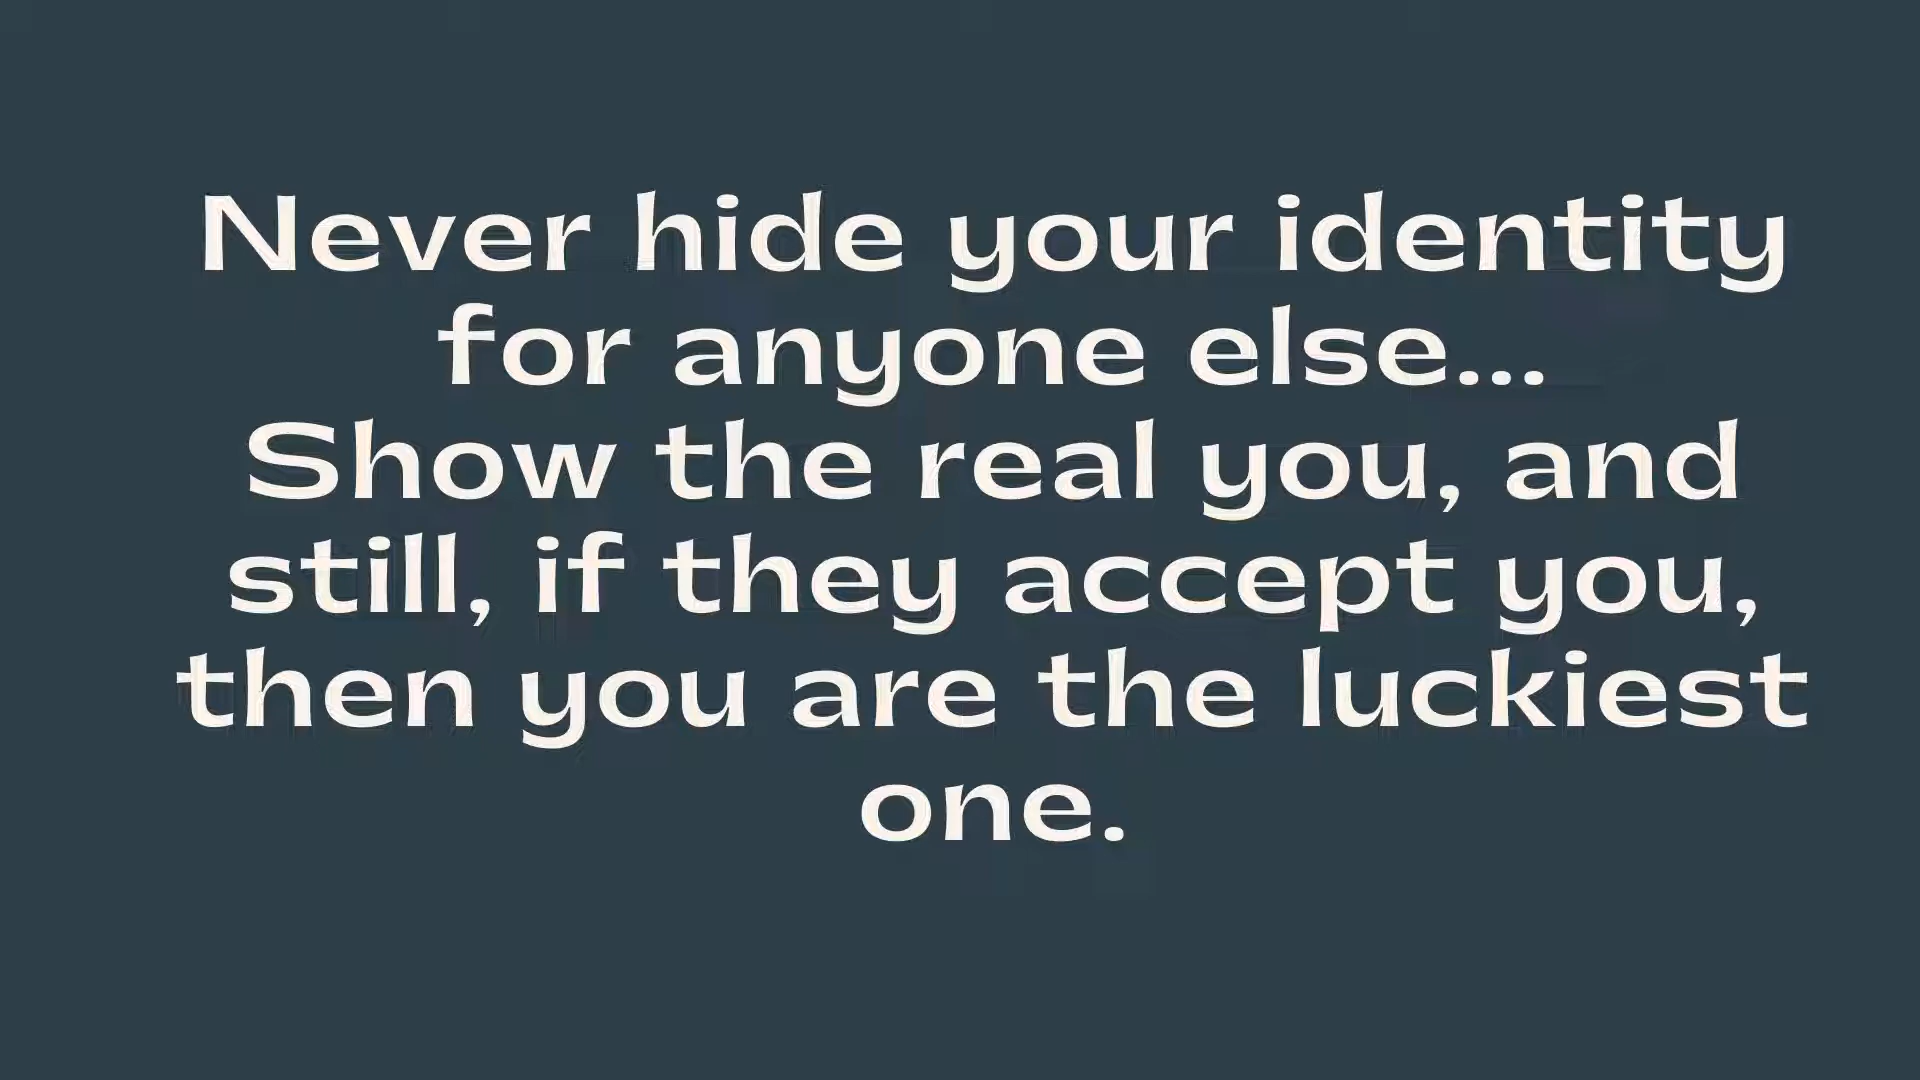 Never hide your identity
for anyone else...
Show the real you, and
still, if they accept you,
then you are the luckiest
one.